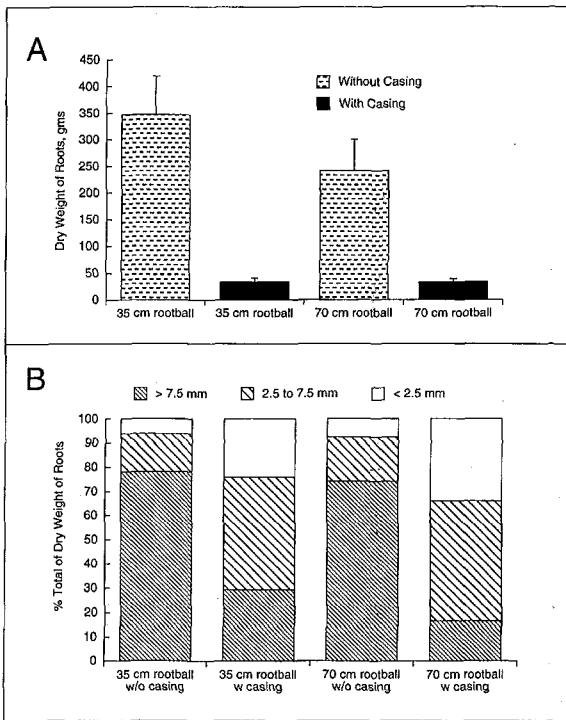 A
Dry Weight of Roots, gms
450
400
350
300
250
200
150
100
50
0
Without Casing
With Casing
35 cm rootball 35 cm rootball 70 cm rootball 70 cm rootball
B
> 7.5 mm 2.5 to 7.5 mm < 2.5 mm
% Total of Dry Weight of Roots
100
90
80
70
60
50
40
30
20
10
0
35 cm rootball 35 cm rootball 70 cm rootball 70 cm rootball
w/o casing w casing w/o casing w casing